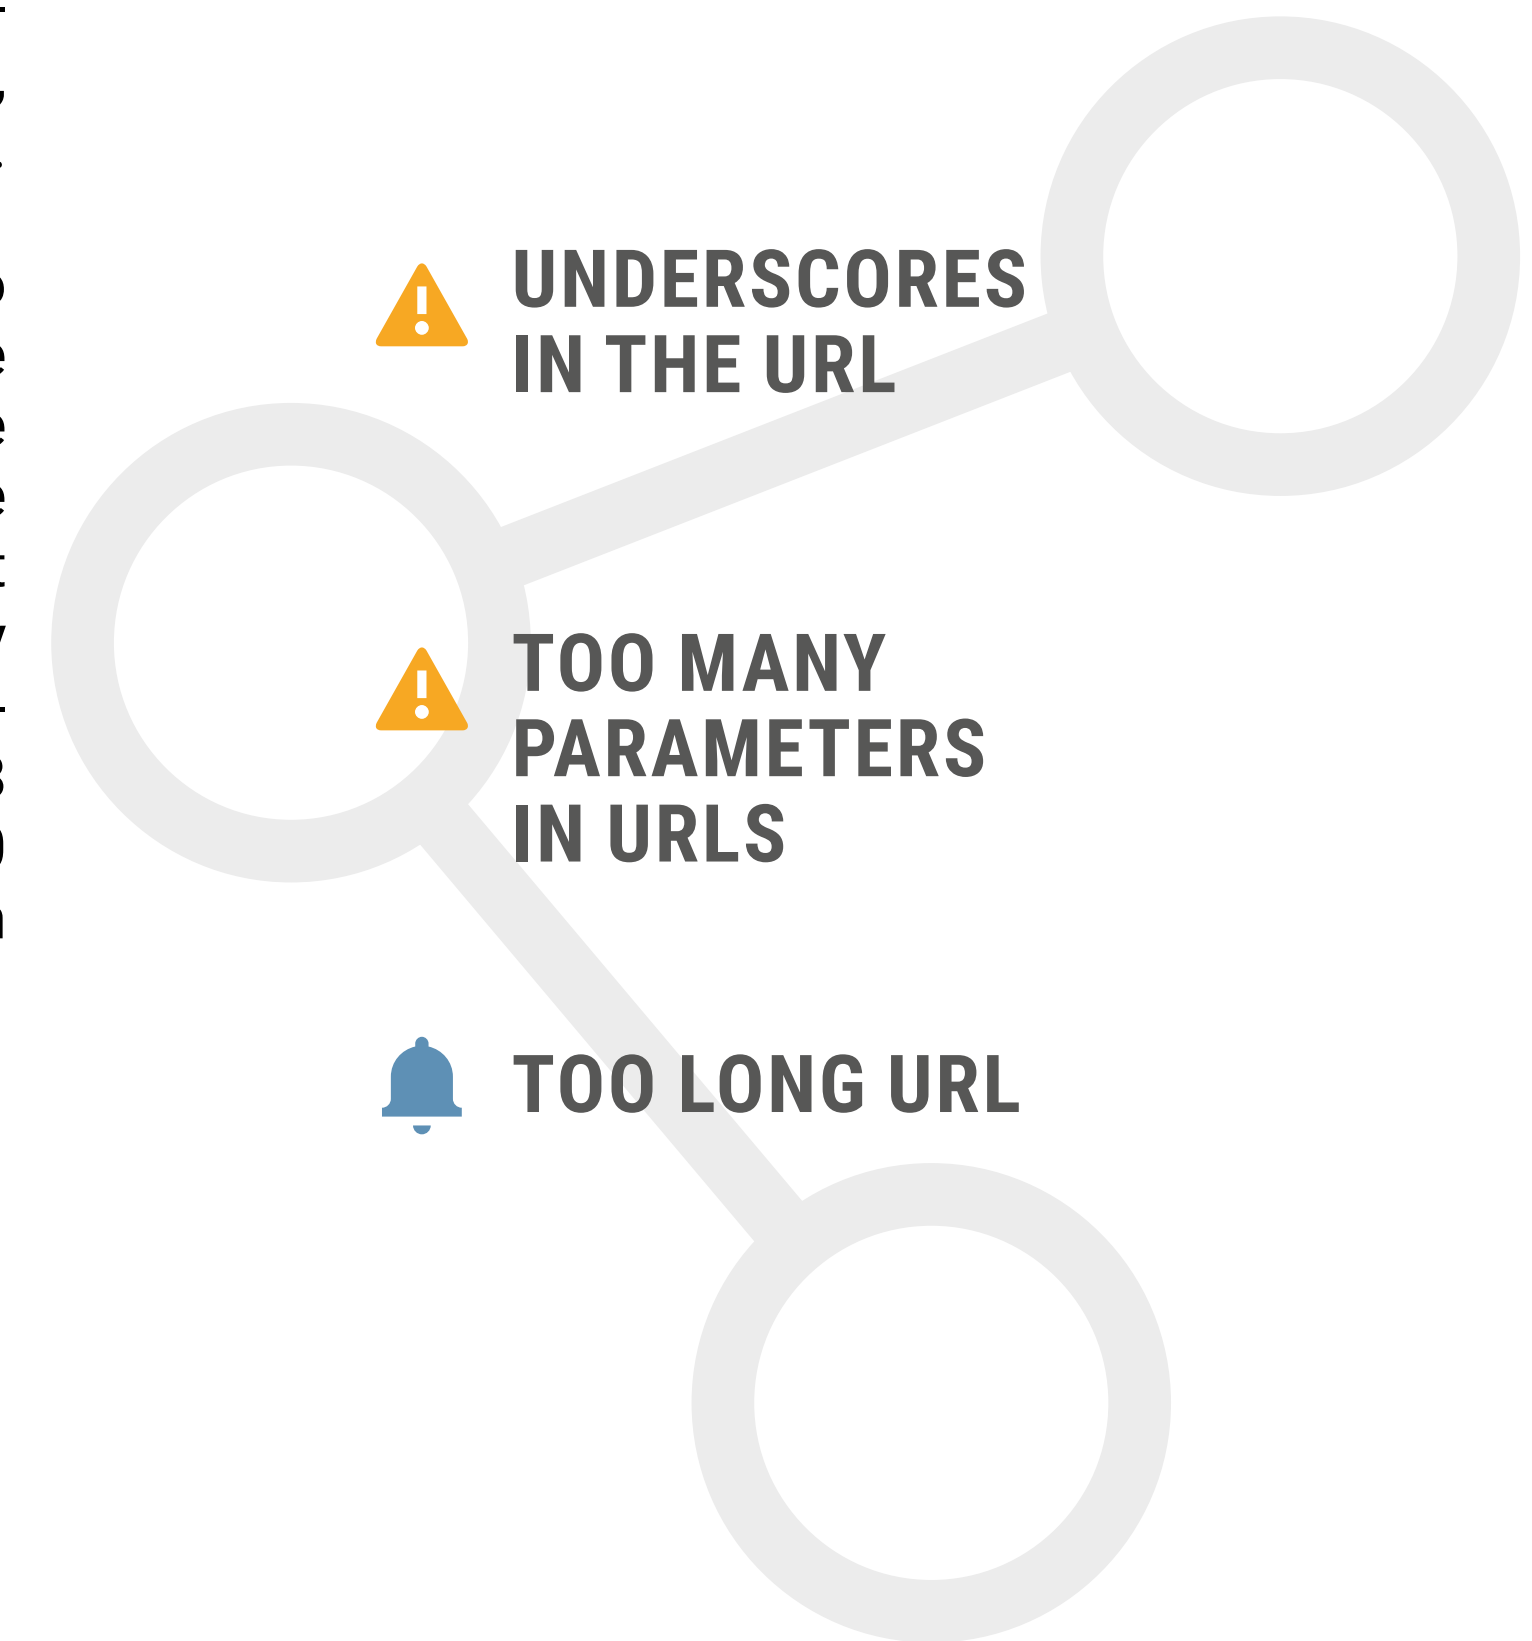 UNDERSCORES
IN THE URL
TOO MANY
PARAMETERS
IN URLS
TOO LONG URL